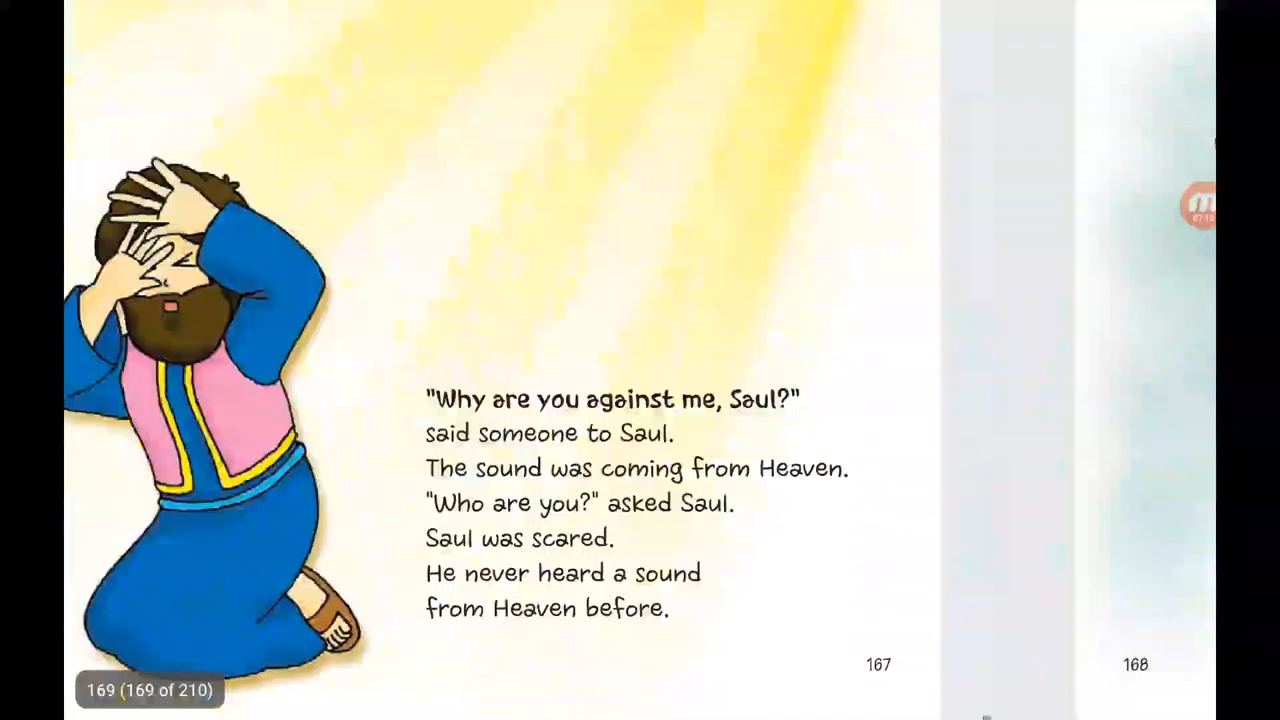 "Why are you against me, Saul?"
said someone to Saul.
The sound was coming from Heaven.
"Who are you?" asked Saul.
Saul was scared.
He never heard a sound
from Heaven before.
167
168
169 (169 of 210)